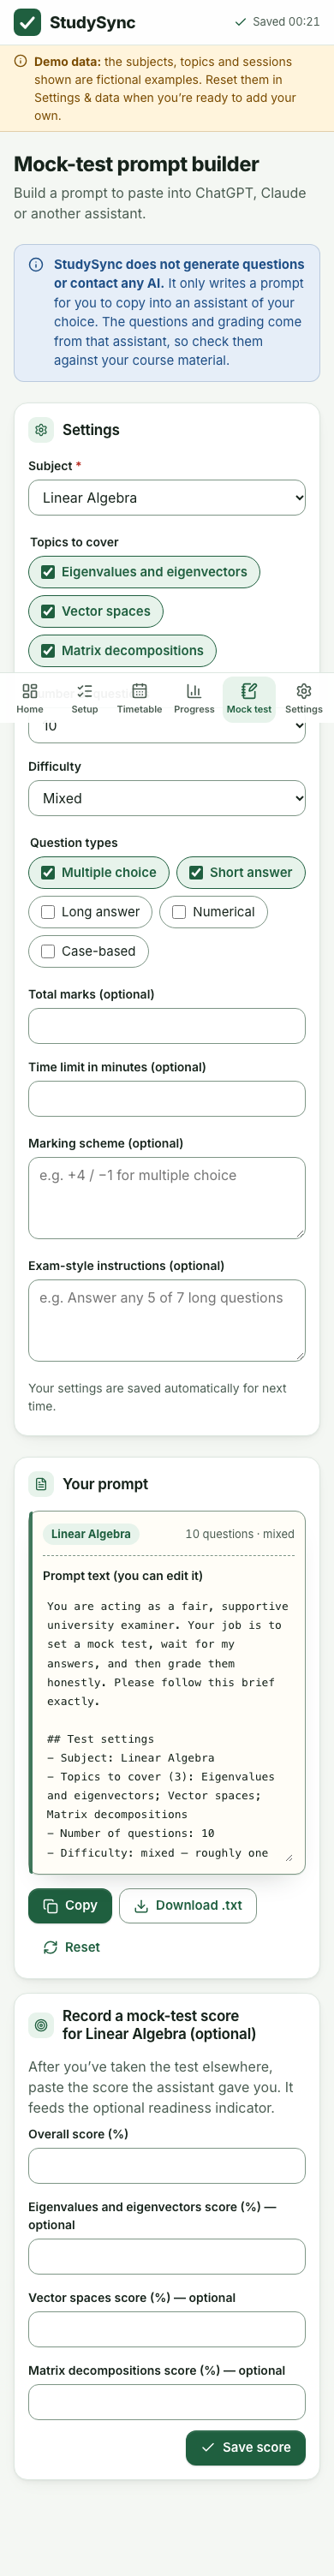 StudySync
Saved 00:21
Demo data: the subjects, topics and sessions
shown are fictional examples. Reset them in
Settings & data when you’re ready to add your
own.
Mock-test prompt builder
Build a prompt to paste into ChatGPT, Claude
or another assistant.
StudySync does not generate questions
or contact any AI. It only writes a prompt
for you to copy into an assistant of your
choice. The questions and grading come
from that assistant, so check them
against your course material.
Settings
Subject *
Linear Algebra
Topics to cover
Eigenvalues and eigenvectors
Vector spaces
Matrix decompositions
Home
Setup
Timetable
Progress
Mock test
Settings
10
Difficulty
Mixed
Question types
Multiple choice
Short answer
Long answer
Numerical
Case-based
Total marks (optional)
Time limit in minutes (optional)
Marking scheme (optional)
e.g. +4 / −1 for multiple choice
Exam-style instructions (optional)
e.g. Answer any 5 of 7 long questions
Your settings are saved automatically for next
time.
Your prompt
Linear Algebra
10 questions · mixed
Prompt text (you can edit it)
You are acting as a fair, supportive
university examiner. Your job is to
set a mock test, wait for my
answers, and then grade them
honestly. Please follow this brief
exactly.
## Test settings
– Subject: Linear Algebra
– Topics to cover (3): Eigenvalues
and eigenvectors; Vector spaces;
Matrix decompositions
– Number of questions: 10
– Difficulty: mixed — roughly one
Copy
Download .txt
Reset
Record a mock-test score
for Linear Algebra (optional)
After you’ve taken the test elsewhere,
paste the score the assistant gave you. It
feeds the optional readiness indicator.
Overall score (%)
Eigenvalues and eigenvectors score (%) —
optional
Vector spaces score (%) — optional
Matrix decompositions score (%) — optional
Save score